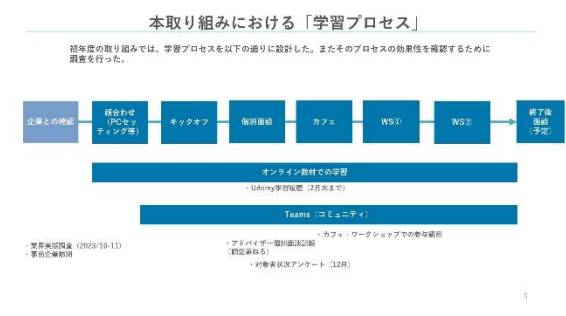 本取り組みにおける「学習プロセス」
初年度の取り組みでは、学習プロセスを以下の通りに設計した。またそのプロセスの効果性を確認するために
調査を行った。
企業との確認
顔合わせ
（PCセッ
ティング等）
キックオフ
個別面談
カフェ
WS①
WS②
終了後
面談
（予定）
オンライン教材での学習
・Udemy学習履歴（2月末まで）
Teams（コミュニティ）
・カフェ・ワークショップでの参与観察
・業界実態調査（2023/10-11）
・事前企業訪問
・アドバイザー個別面談記録
（調査兼ねる）
・対象者状況アンケート（12月）
5